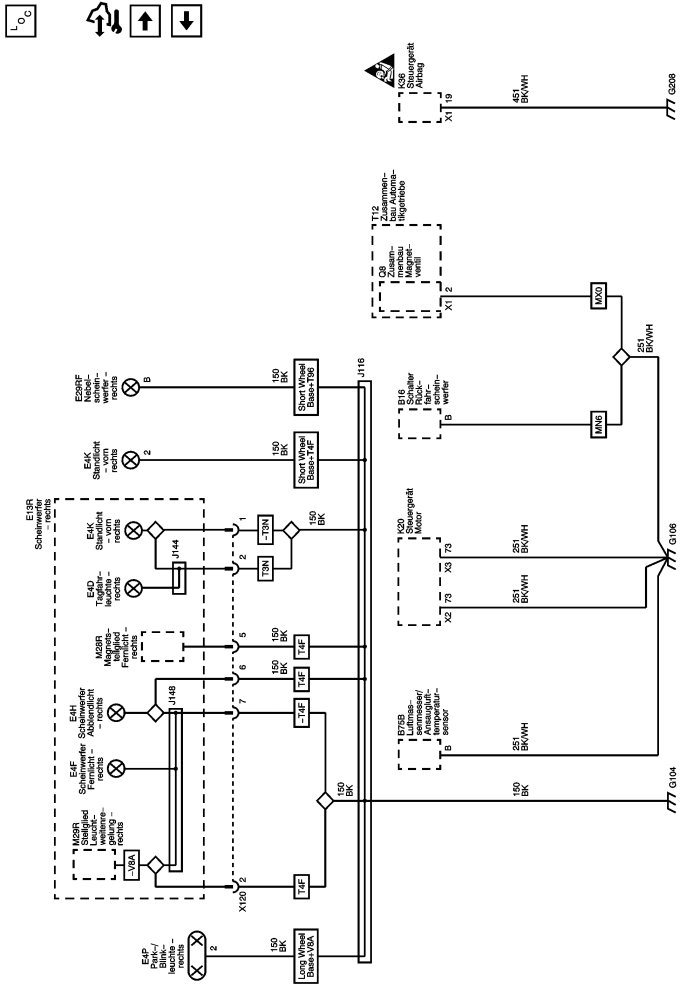 LOC
E4P
Park–/
Blink–
leuchte –
rechts
2
150
BK
Long Wheel
Base+V8A
M29R
Stellglied
Leucht–
weitenre–
gelung –
rechts
–V8A
E4F
Scheinwerfer
Fernlicht –
rechts
E4H
Scheinwerfer
Abblendlicht
– rechts
J148
M28R
Magnets–
tellglied
Fernlicht –
rechts
E4D
Tagfahr–
leuchte –
rechts
J144
E4K
Standlicht
– vorn
rechts
E13R
Scheinwerfer
– rechts
X120
2
7
6
5
2
1
T4F
–T4F
150
BK
T4F
150
BK
T4F
T3N
–T3N
150
BK
150
BK
E4K
Standlicht
– vorn
rechts
2
150
BK
Short Wheel
Base+T4F
E29RF
Nebel–
schein–
werfer –
rechts
B
150
BK
Short Wheel
Base+T96
J116
150
BK
G104
B75B
Luftmas–
senmesser/
Ansaugluft–
temperatur–
sensor
B
251
BK/WH
K20
Steuergerät
Motor
X2
73
251
BK/WH
X3
73
251
BK/WH
G106
B16
Schalter
Rück–
fahr–
schein–
werfer
B
MN6
T12
Zusammen–
bau Automa–
tikgetriebe
Q8
Zusam–
menbau
Magnet–
ventil
X1
2
MX0
251
BK/WH
K36
Steuergerät
Airbag
X1
19
451
BK/WH
G208